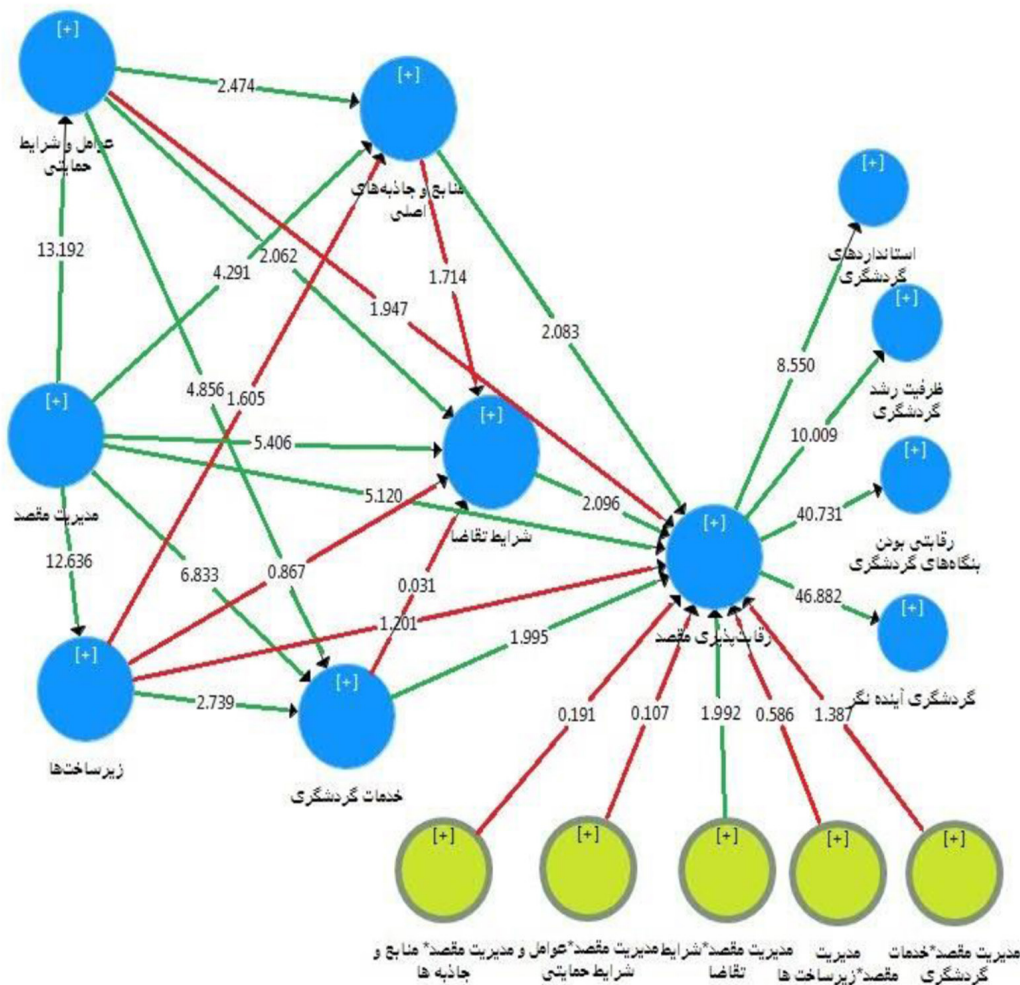 [+]
[+]
2.474
عوامل و شرایط
حمایتی
منابع و جاذبه‌های
اصلی
[+]
استانداردهای
گردشگری
13.192
4.291
2.062
1.714
1.947
2.083
8.550
[+]
ظرفیت رشد
گردشگری
10.009
4.856
1.605
[+]
مدیریت مقصد
5.406
[+]
شرایط تقاضا
5.120
2.096
[+]
رقابتی بودن
بنگاه‌های گردشگری
40.731
12.636
6.833
0.867
0.031
[+]
رقابت‌پذیری مقصد
46.882
[+]
گردشگری آینده نگر
1.201
1.995
[+]
زیرساخت‌ها
2.739
[+]
خدمات گردشگری
0.191
0.107
1.992
0.586
1.387
[+]
[+]
[+]
[+]
[+]
مدیریت مقصد* منابع و
جاذبه ها
مدیریت مقصد*عوامل و
شرایط حمایتی
مدیریت مقصد*شرایط
تقاضا
مدیریت
مقصد*زیرساخت ها
مدیریت مقصد*خدمات
گردشگری